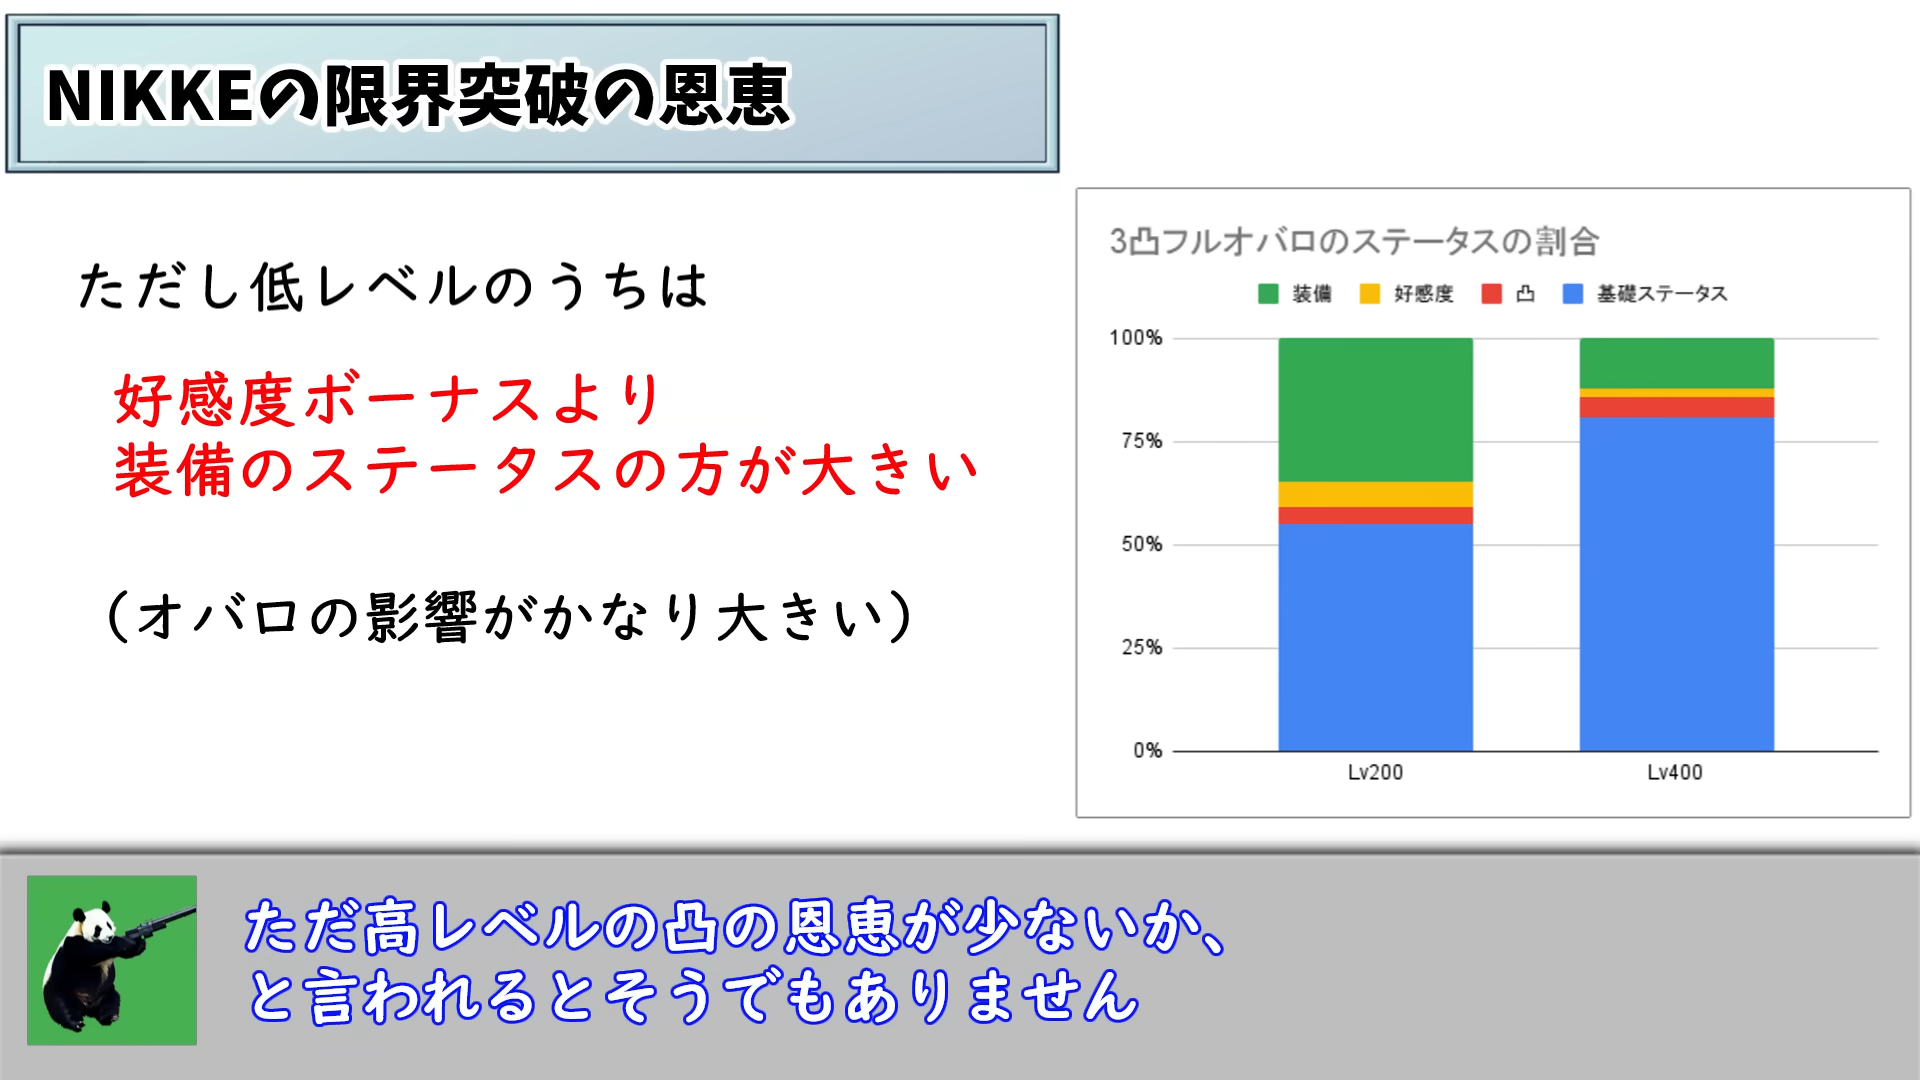 NIKKEの限界突破の恩恵
ただし低レベルのうちは
好感度ボーナスより
装備のステータスの方が大きい
（オバロの影響がかなり大きい）
3凸フルオバロのステータスの割合
装備 好感度 凸 基礎ステータス
100%
75%
50%
25%
0%
Lv200 Lv400
ただ高レベルの凸の恩恵が少ないか、
と言われるとそうでもありません